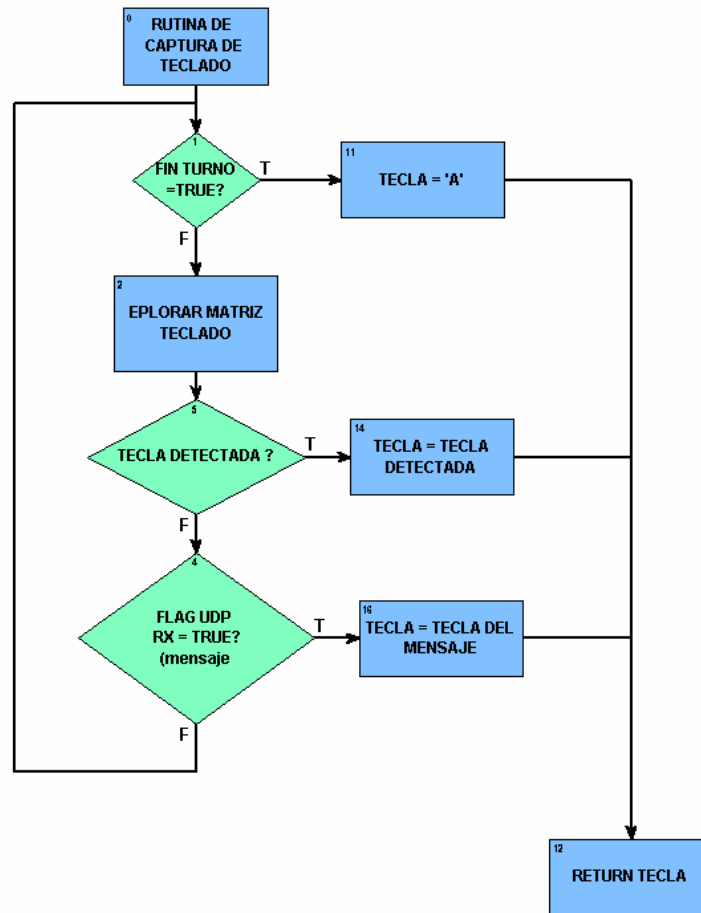 0
RUTINA DE
CAPTURA DE
TECLADO
1
FIN TURNO
=TRUE?
T
11
TECLA = 'A'
F
2
EPLORAR MATRIZ
TECLADO
5
TECLA DETECTADA ?
T
14
TECLA = TECLA
DETECTADA
F
4
FLAG UDP
RX = TRUE?
(mensaje
T
16
TECLA = TECLA DEL
MENSAJE
F
12
RETURN TECLA